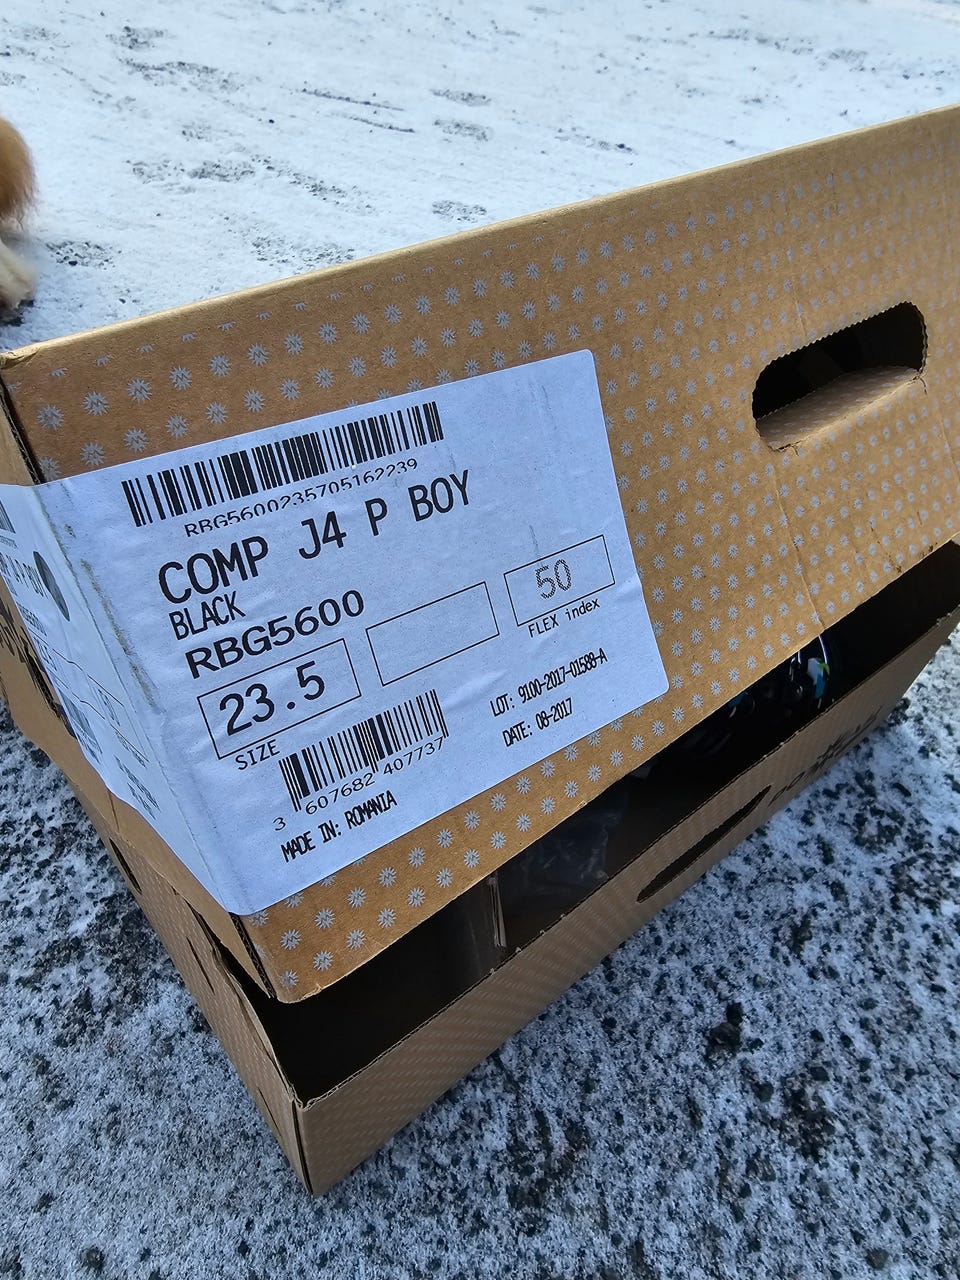 RBG5600235705162239
COMP J4 P BOY
BLACK
RBG5600
23.5
SIZE
50
FLEX index
3 607682 407737
LOT: 9100-2017-01588-A
DATE: 08-2017
MADE IN: ROMANIA